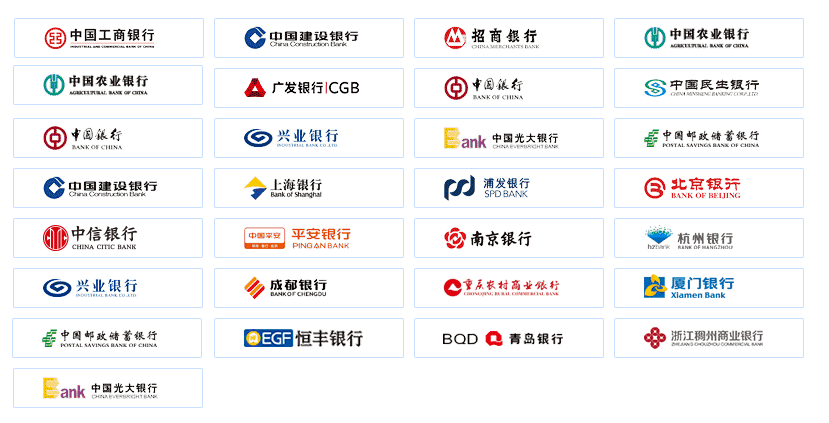 中国工商银行
INDUSTRIAL AND COMMERCIAL BANK OF CHINA
中国建设银行
China Construction Bank
招商银行
CHINA MERCHANTS BANK
中国农业银行
AGRICULTURAL BANK OF CHINA
中国农业银行
AGRICULTURAL BANK OF CHINA
广发银行|CGB
中国银行
BANK OF CHINA
中国民生银行
CHINA MINSHENG BANKING CORP.,LTD.
中国银行
BANK OF CHINA
兴业银行
INDUSTRIAL BANK CO.,LTD.
Bank
中国光大银行
CHINA EVERBRIGHT BANK
中国邮政储蓄银行
POSTAL SAVINGS BANK OF CHINA
中国建设银行
China Construction Bank
上海银行
Bank of Shanghai
浦发银行
SPD BANK
北京银行
BANK OF BEIJING
中信银行
CHINA CITIC BANK
中国平安
保险·银行·投资
平安银行
PING AN BANK
南京银行
hzbank
杭州银行
BANK OF HANGZHOU
兴业银行
INDUSTRIAL BANK CO.,LTD.
成都银行
BANK OF CHENGDU
重庆农村商业银行
CHONGQING RURAL COMMERCIAL BANK
厦门银行
Xiamen Bank
中国邮政储蓄银行
POSTAL SAVINGS BANK OF CHINA
EGF 恒丰银行
BQD 青岛银行
浙江稠州商业银行
ZHEJIANG CHOUZHOU COMMERCIAL BANK
Bank
中国光大银行
CHINA EVERBRIGHT BANK